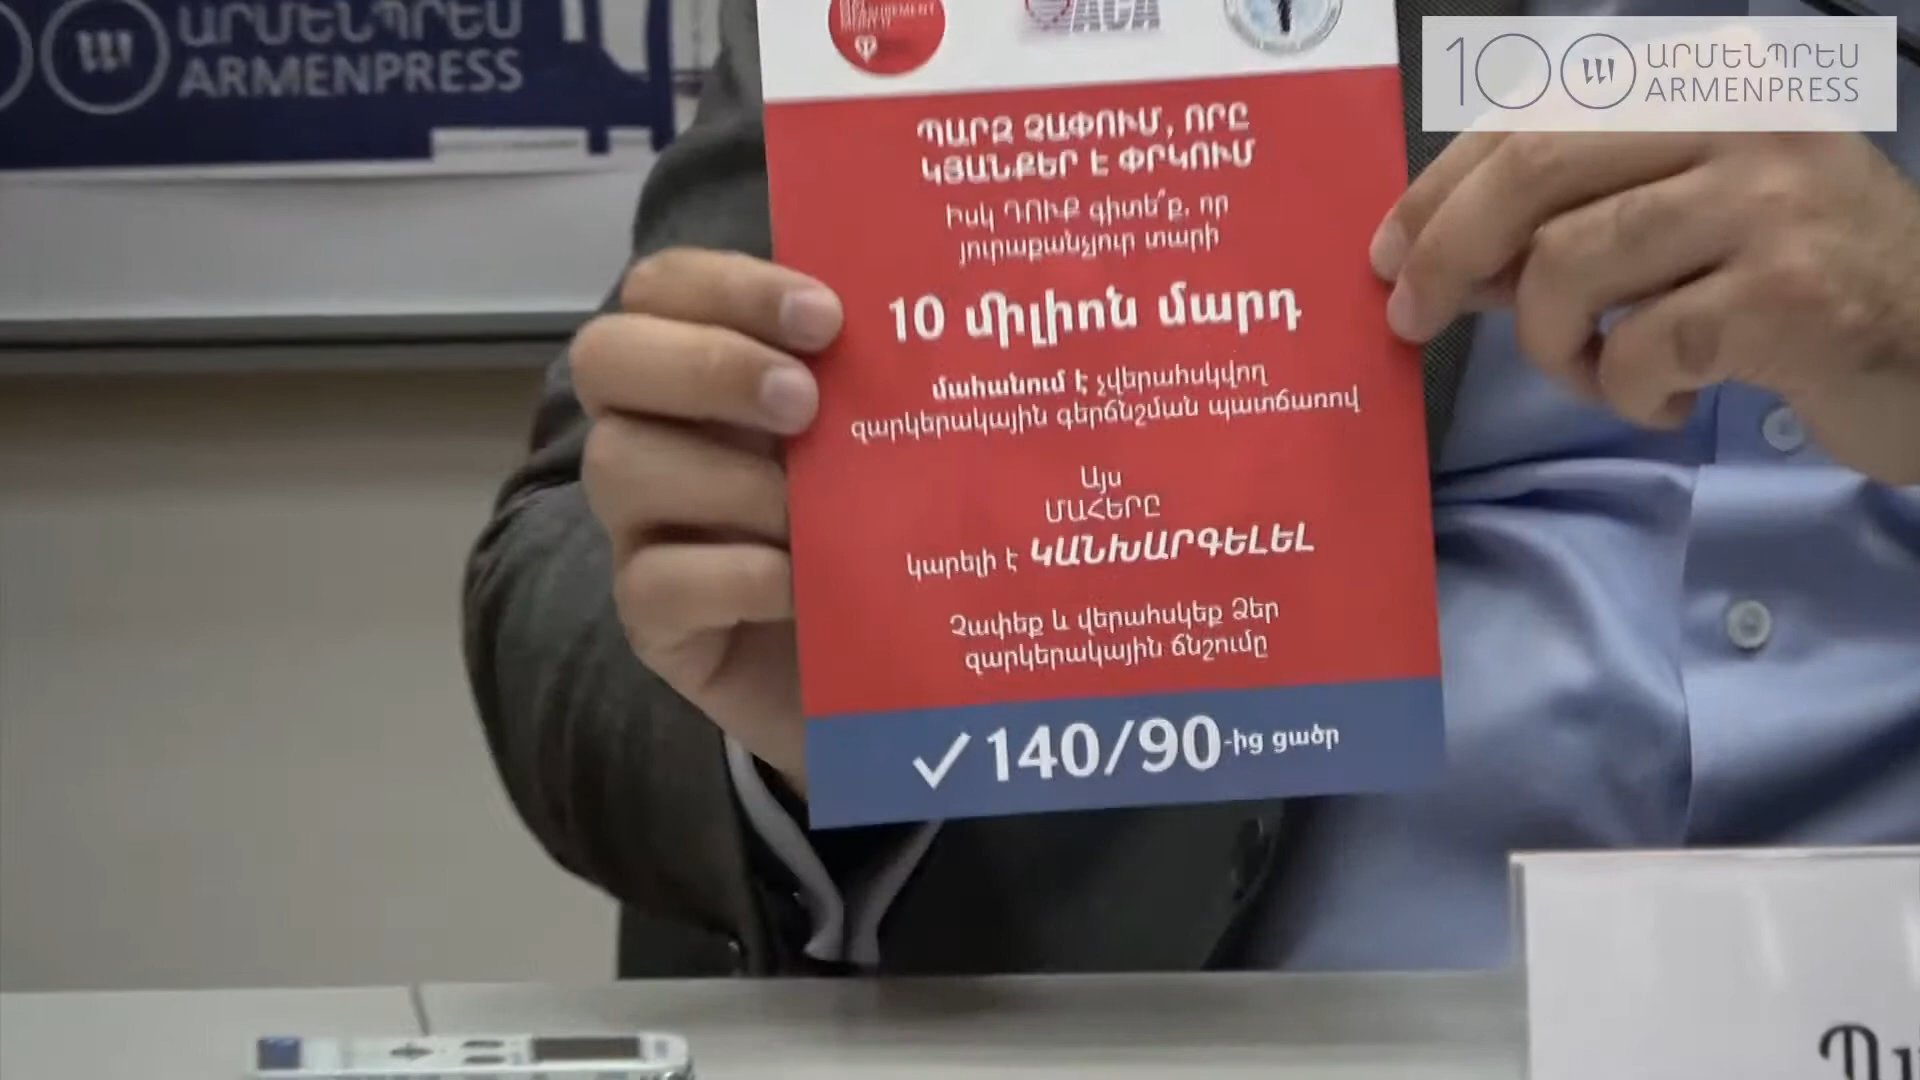 ԱՐՄԵՆՊՐԵՍ
ARMENPRESS
100 ԱՐՄԵՆՊՐԵՍ
ARMENPRESS
ACA
ՊԱՐԶ ՉԱՓՈՒՄ, ՈՐԸ
ԿՅԱՆՔԵՐ Է ՓՐԿՈՒՄ
Իսկ ԴՈՒՔ գիտե՞ք, որ
յուրաքանչյուր տարի
10 միլիոն մարդ
մահանում է չվերահսկվող
զարկերակային գերճնշման պատճառով
Այս
ՄԱՀԵՐԸ
կարելի է ԿԱՆԽԱՐԳԵԼԵԼ
Չափեք և վերահսկեք Ձեր
զարկերակային ճնշումը
✓ 140/90-ից ցածր